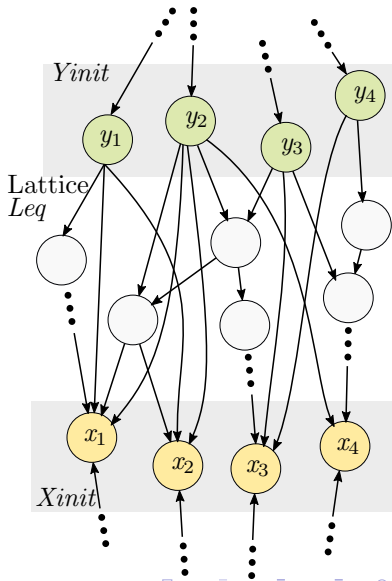 Yinit
y4
y2
y1
y3
Lattice
Leq
x1
x2
x3
x4
Xinit